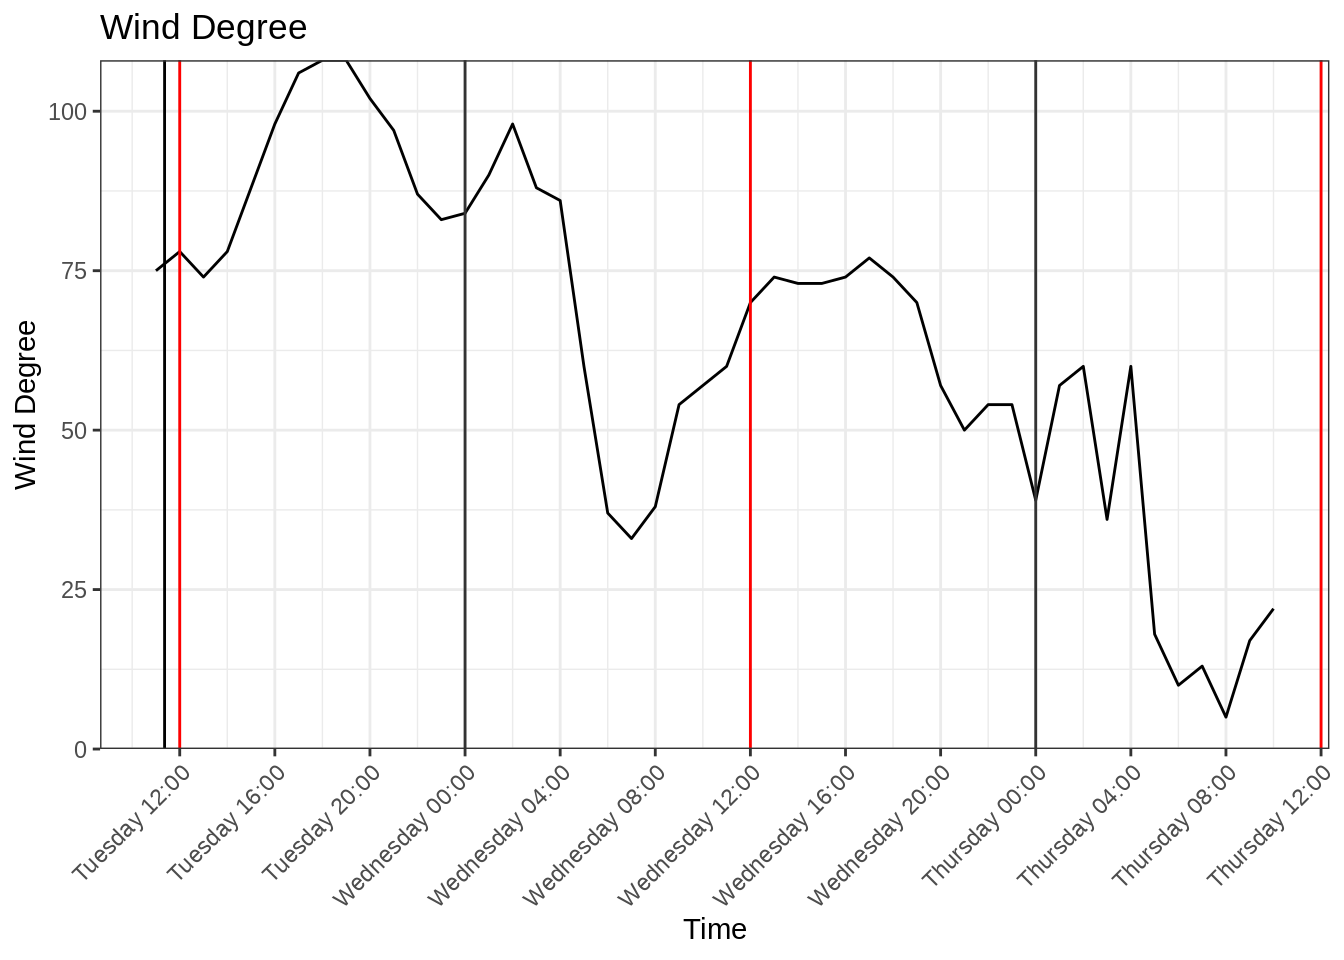 Wind Degree
Wind Degree
100
75
50
25
0
Tuesday 12:00
Tuesday 16:00
Tuesday 20:00
Wednesday 00:00
Wednesday 04:00
Wednesday 08:00
Wednesday 12:00
Wednesday 16:00
Wednesday 20:00
Thursday 00:00
Thursday 04:00
Thursday 08:00
Thursday 12:00
Time